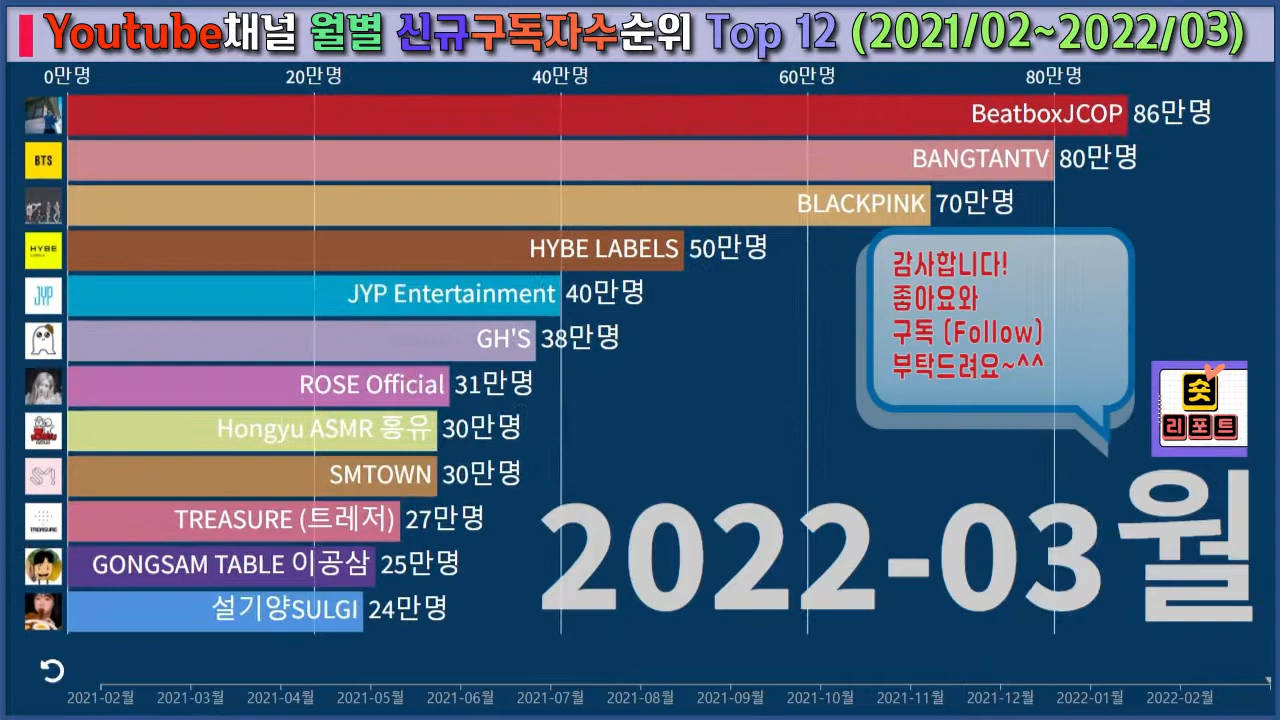 Youtube채널 월별 신규구독자수순위 Top 12 (2021/02~2022/03)
0만명 20만명 40만명 60만명 80만명
BeatboxJCOP 86만명
BTS BANGTANTV 80만명
BLACKPINK 70만명
HYBE LABELS HYBE LABELS 50만명
JYP JYP Entertainment 40만명
GH'S 38만명
ROSE Official 31만명
Hongyu ASMR 홍유 30만명
SMTOWN 30만명
TREASURE TREASURE (트레저) 27만명
GONGSAM TABLE 이공삼 25만명
설기양SULGI 24만명
감사합니다!
좋아요와
구독 (Follow)
부탁드려요~^^
숏
리포트
2022-03월
2021-02월 2021-03월 2021-04월 2021-05월 2021-06월 2021-07월 2021-08월 2021-09월 2021-10월 2021-11월 2021-12월 2022-01월 2022-02월